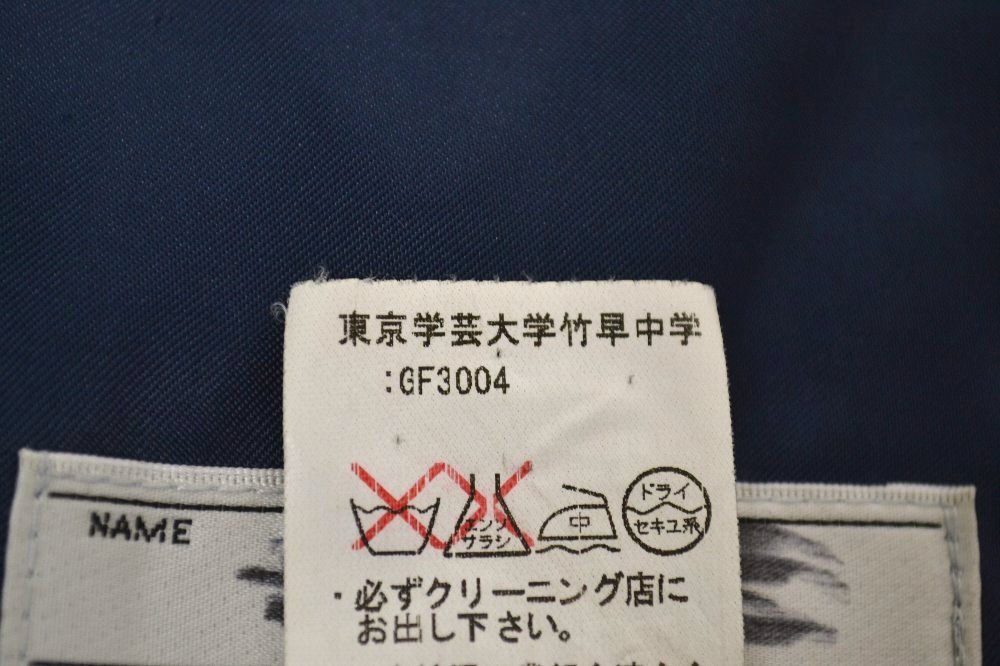 東京学芸大学竹早中学
:GF3004
エンソ
サラシ
中
ドライ
セキユ系
NAME
・必ずクリーニング店に
お出し下さい。